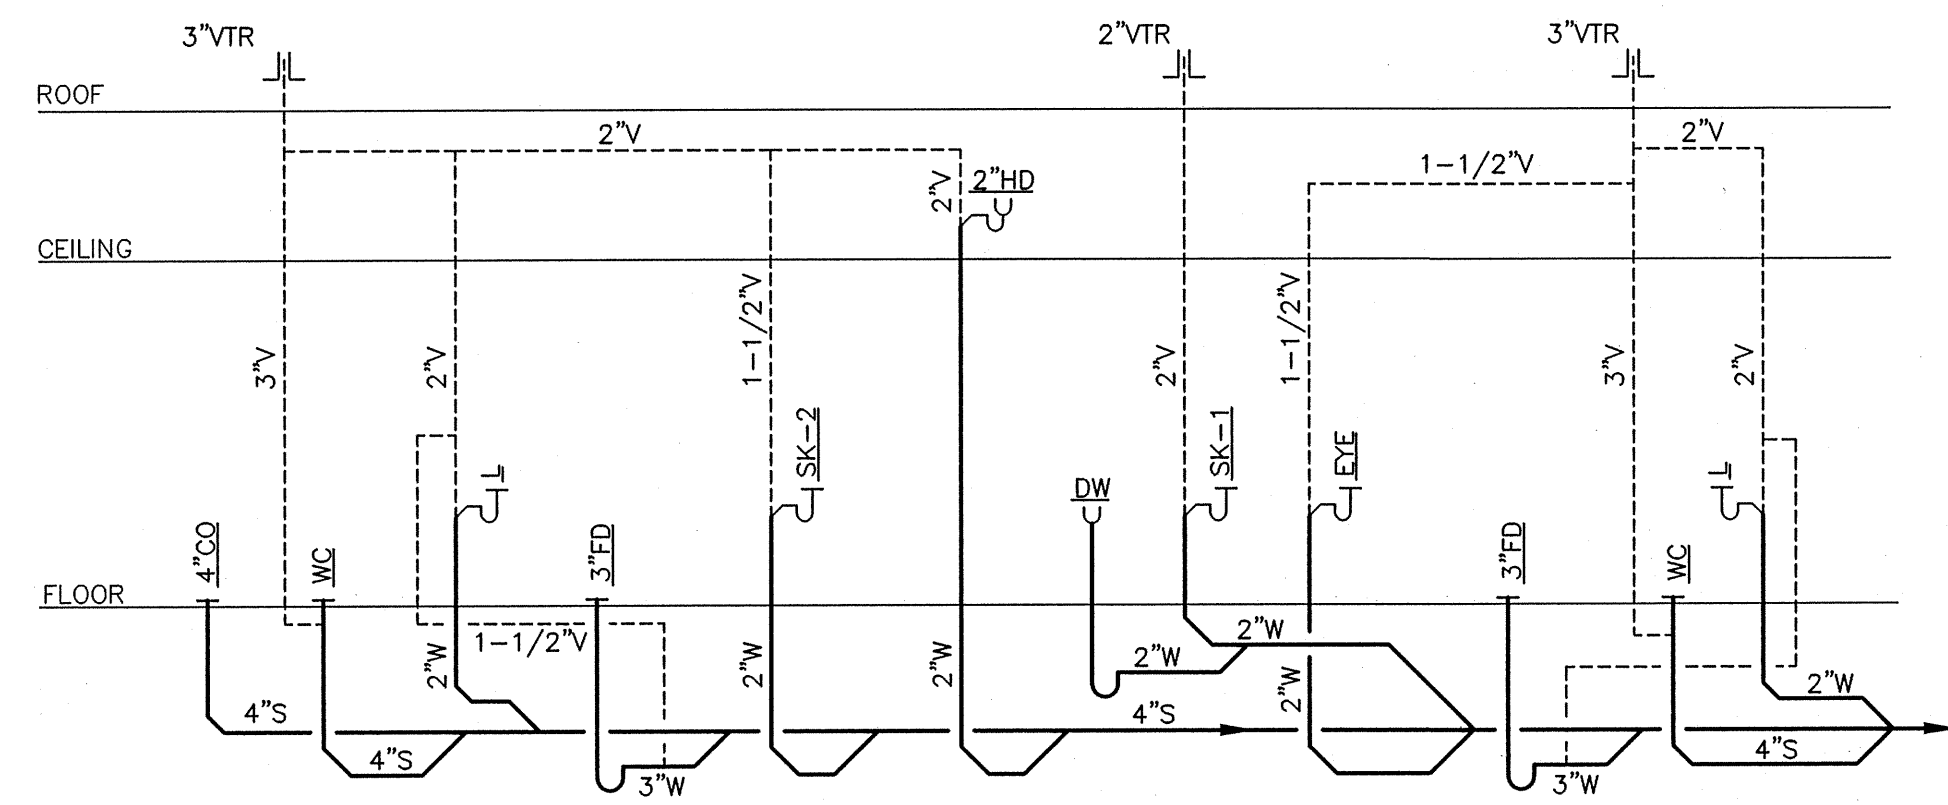 3"VTR
2"VTR
3"VTR
ROOF
2"V
2"V
1-1/2"V
2"V
2"HD
CEILING
3"V
2"V
1-1/2"V
2"V
1-1/2"V
3"V
2"V
4"CO
WC
L
3"FD
SK-2
DW
SK-1
EYE
3"FD
WC
L
FLOOR
1-1/2"V
2"W
2"W
2"W
2"W
2"W
2"W
2"W
4"S
4"S
4"S
4"S
3"W
3"W